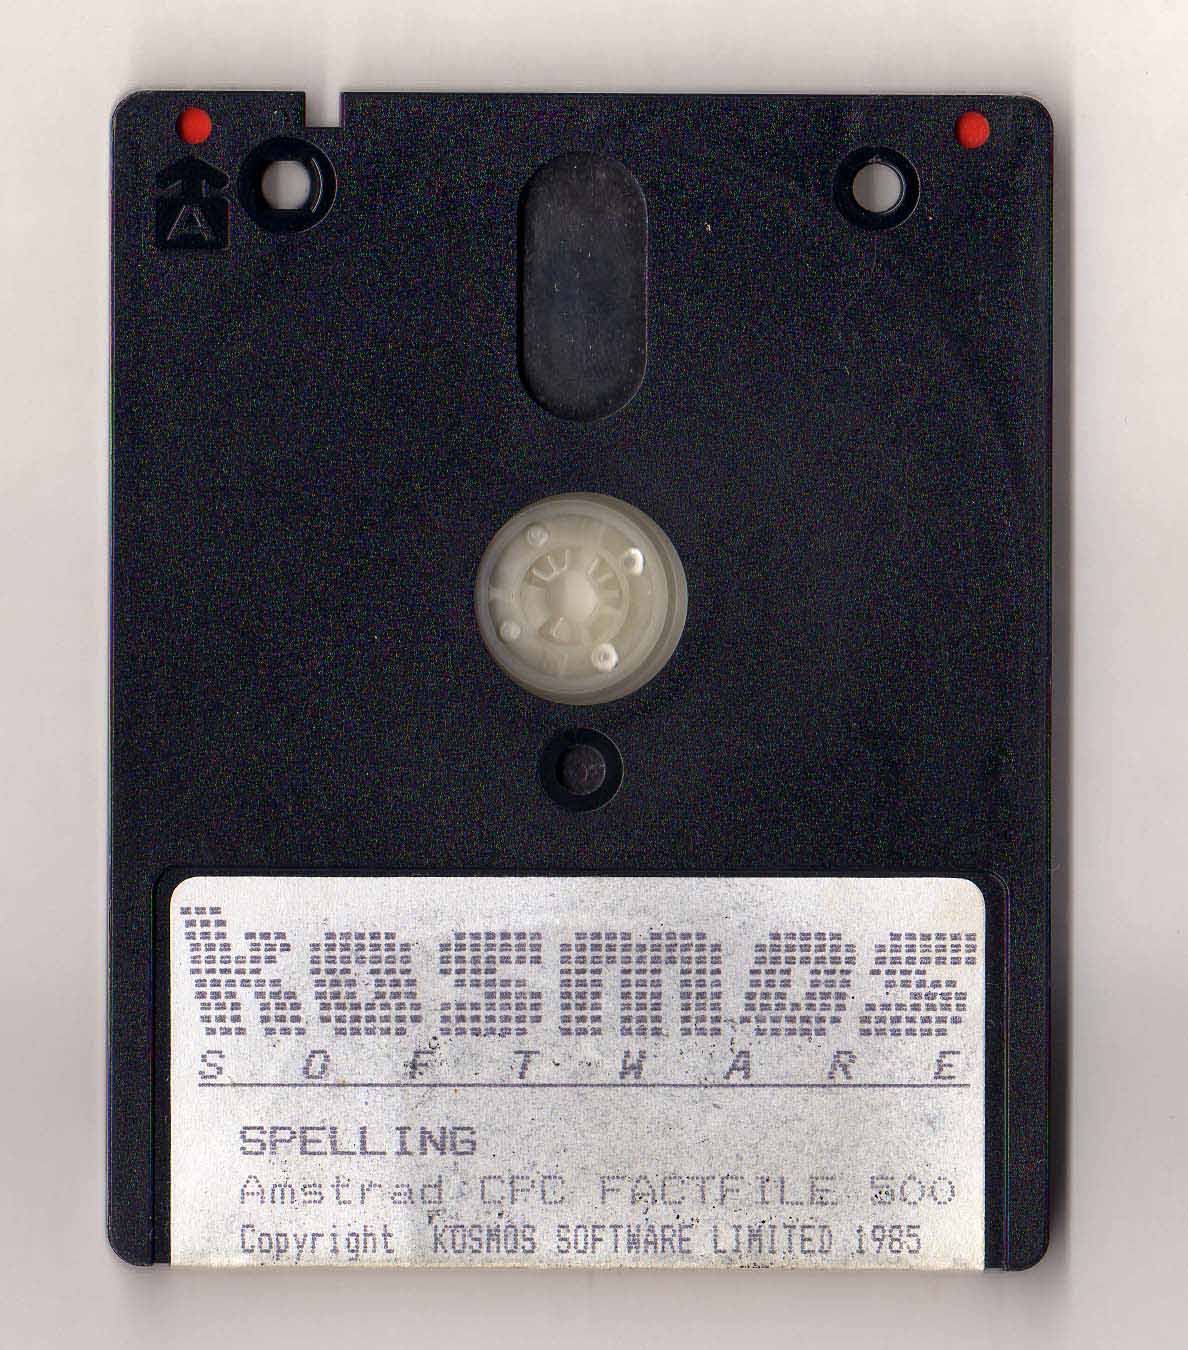 A
kosmos
SOFTWARE
SPELLING
Amstrad CPC FACTFILE 500
Copyright KOSMOS SOFTWARE LIMITED 1985